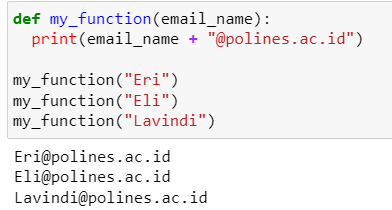 def my_function(email_name):
  print(email_name + "@polines.ac.id")
my_function("Eri")
my_function("Eli")
my_function("Lavindi")
Eri@polines.ac.id
Eli@polines.ac.id
Lavindi@polines.ac.id